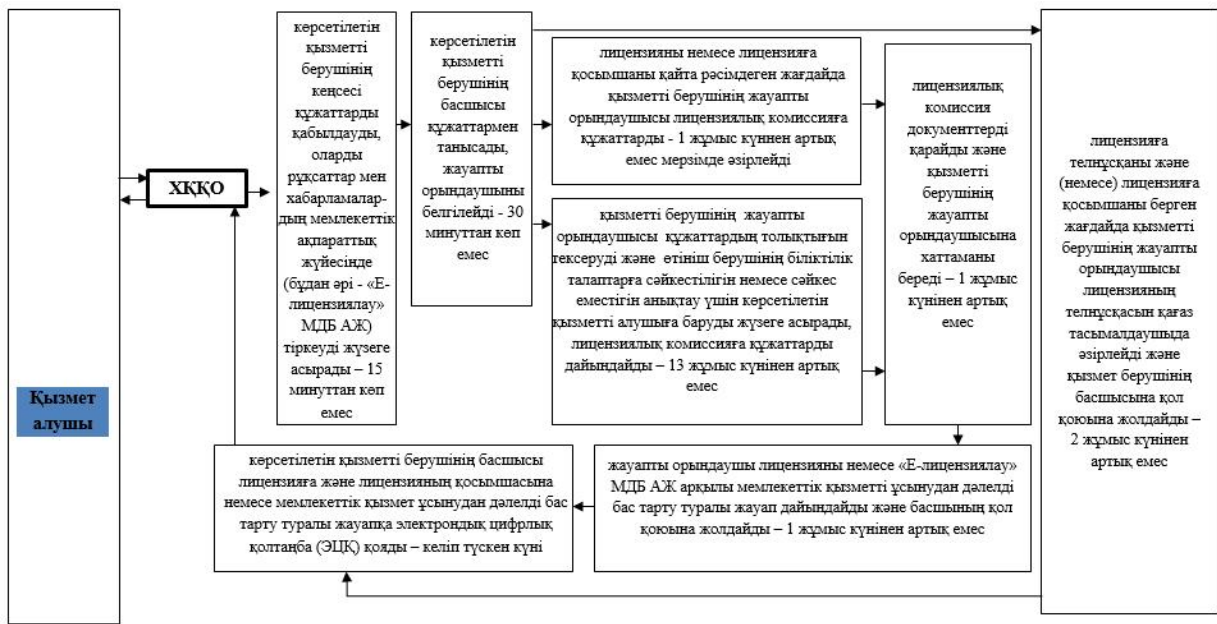 Қызмет
алушы
ХҚҚО
көрсетілетін
қызметті
берушінің
кеңсесі
құжаттарды
қабылдауды,
оларды
рұқсаттар мен
хабарламалар-
дың мемлекеттік
ақпараттық
жүйесінде
(бұдан әрі - «Е-
лицензиялау»
МДБ АЖ)
тіркеуді жүзеге
асырады – 15
минуттан көп
емес
көрсетілетін
қызметті
берушінің
басшысы
құжаттармен
танысады,
жауапты
орындаушыны
белгілейді - 30
минуттан көп
емес
лицензияны немесе лицензияға
қосымшаны қайта рәсімдеген жағдайда
қызметті берушінің жауапты
орындаушысы лицензиялық комиссияға
құжаттарды - 1 жұмыс күннен артық
емес мерзімде әзірлейді
қызметті берушінің жауапты
орындаушысы құжаттардың толықтығын
тексеруді және өтініш берушінің біліктілік
талаптарға сәйкестілігін немесе сәйкес
еместігін анықтау үшін көрсетілетін
қызметті алушыға баруды жүзеге асырады,
лицензиялық комиссияға құжаттарды
дайындайды – 13 жұмыс күнінен артық
емес
лицензиялық
комиссия
документтерді
қарайды және
қызметті
берушінің
жауапты
орындаушысына
хаттаманы
береді – 1 жұмыс
күнінен артық
емес
лицензияға
телнұсқаны және
(немесе) лицензияға
қосымшаны берген
жағдайда қызметті
берушінің жауапты
орындаушысы
лицензияның
телнұсқасын қағаз
тасымалдаушыда
әзірлейді және
қызмет берушінің
басшысына қол
қоюына жолдайды –
2 жұмыс күнінен
артық емес
көрсетілетін қызметті берушінің басшысы
лицензияға және лицензияның қосымшасына
немесе мемлекеттік қызмет ұсынудан дәлелді бас
тарту туралы жауапқа электрондық цифрлық
қолтаңба (ЭЦҚ) қояды – келіп түскен күні
жауапты орындаушы лицензияны немесе «Е-лицензиялау»
МДБ АЖ арқылы мемлекеттік қызметті ұсынудан дәлелді
бас тарту туралы жауап дайындайды және басшының қол
қоюына жолдайды – 1 жұмыс күнінен артық емес